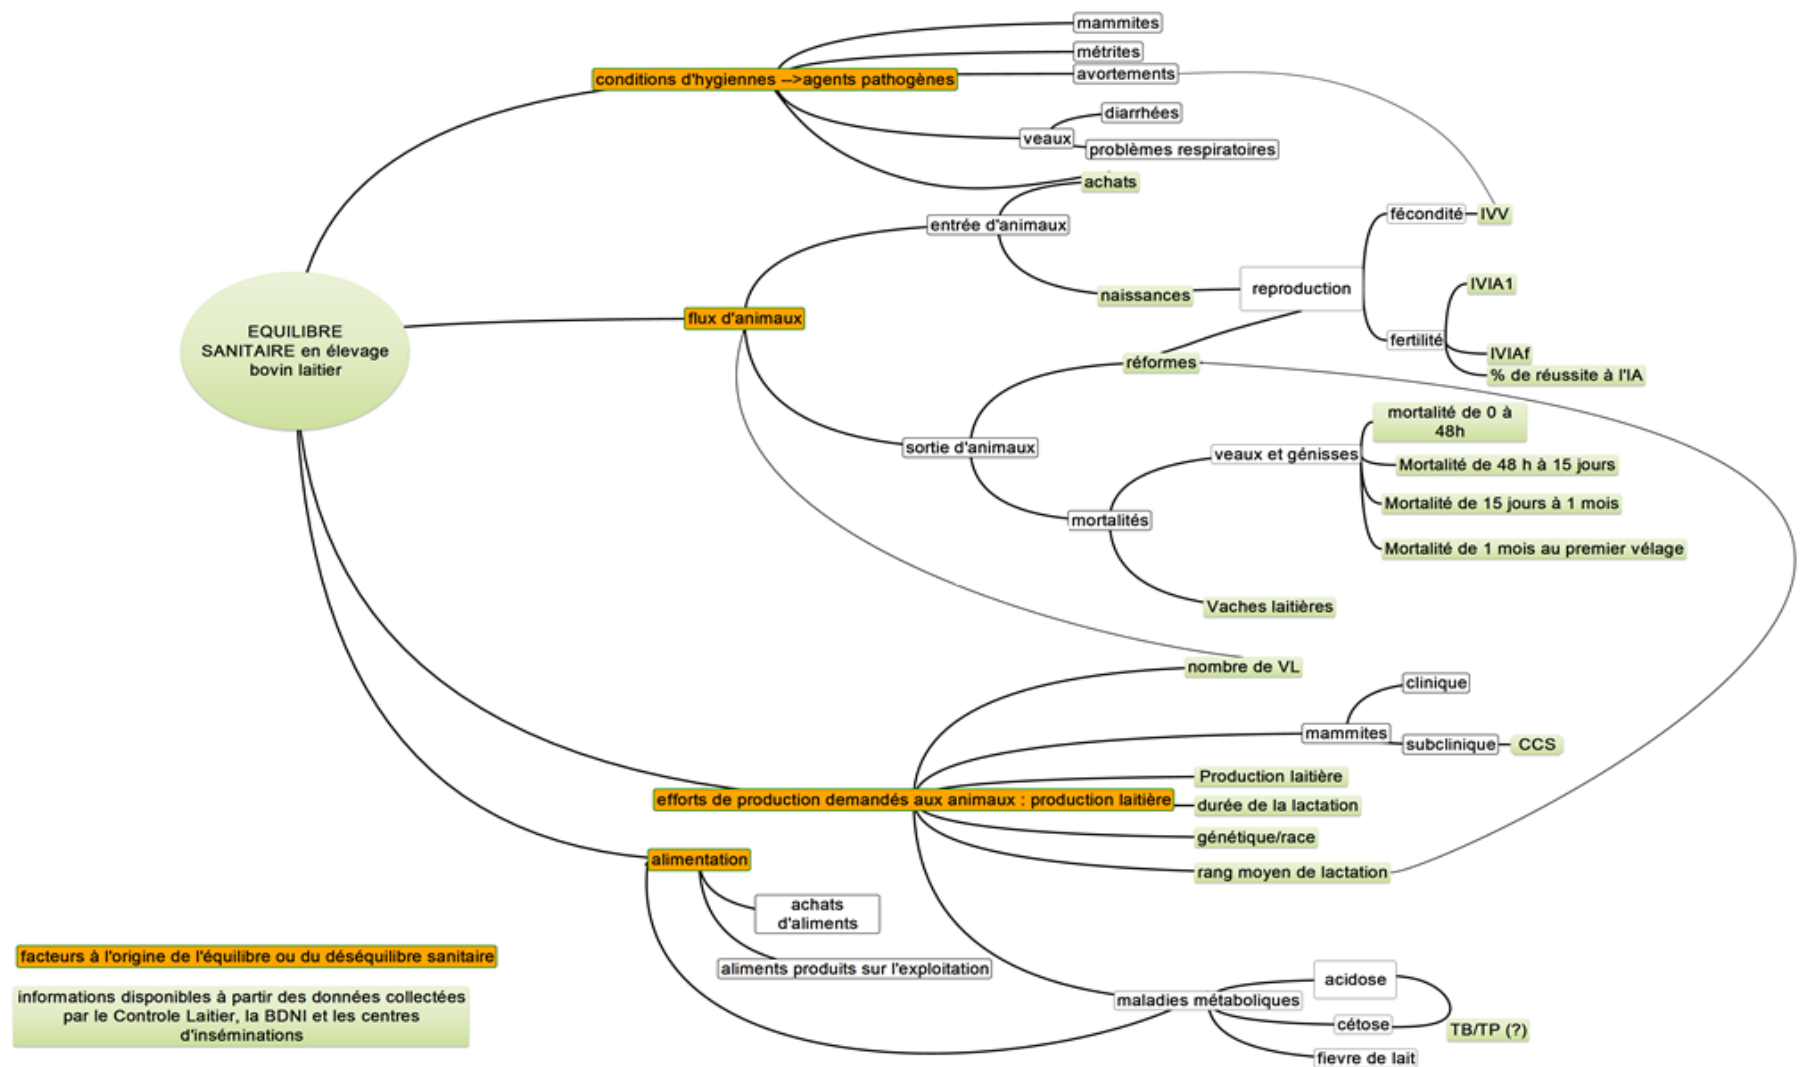 mammites
métrites
conditions d'hygiennes -->agents pathogènes
avortements
diarrhées
veaux
problèmes respiratoires
achats
entrée d'animaux
fécondité
IVV
naissances
reproduction
IVIA1
flux d'animaux
fertilité
IVIAf
% de réussite à l'IA
réformes
EQUILIBRE
SANITAIRE en élevage
bovin laitier
sortie d'animaux
mortalité de 0 à
48h
veaux et génisses
Mortalité de 48 h à 15 jours
Mortalité de 15 jours à 1 mois
mortalités
Mortalité de 1 mois au premier vélage
Vaches laitières
nombre de VL
clinique
mammites
subclinique
CCS
Production laitière
efforts de production demandés aux animaux : production laitière
durée de la lactation
génétique/race
rang moyen de lactation
alimentation
achats
d'aliments
aliments produits sur l'exploitation
maladies métaboliques
acidose
cétose
TB/TP (?)
fievre de lait
facteurs à l'origine de l'équilibre ou du déséquilibre sanitaire
informations disponibles à partir des données collectées
par le Controle Laitier, la BDNI et les centres
d'inséminations